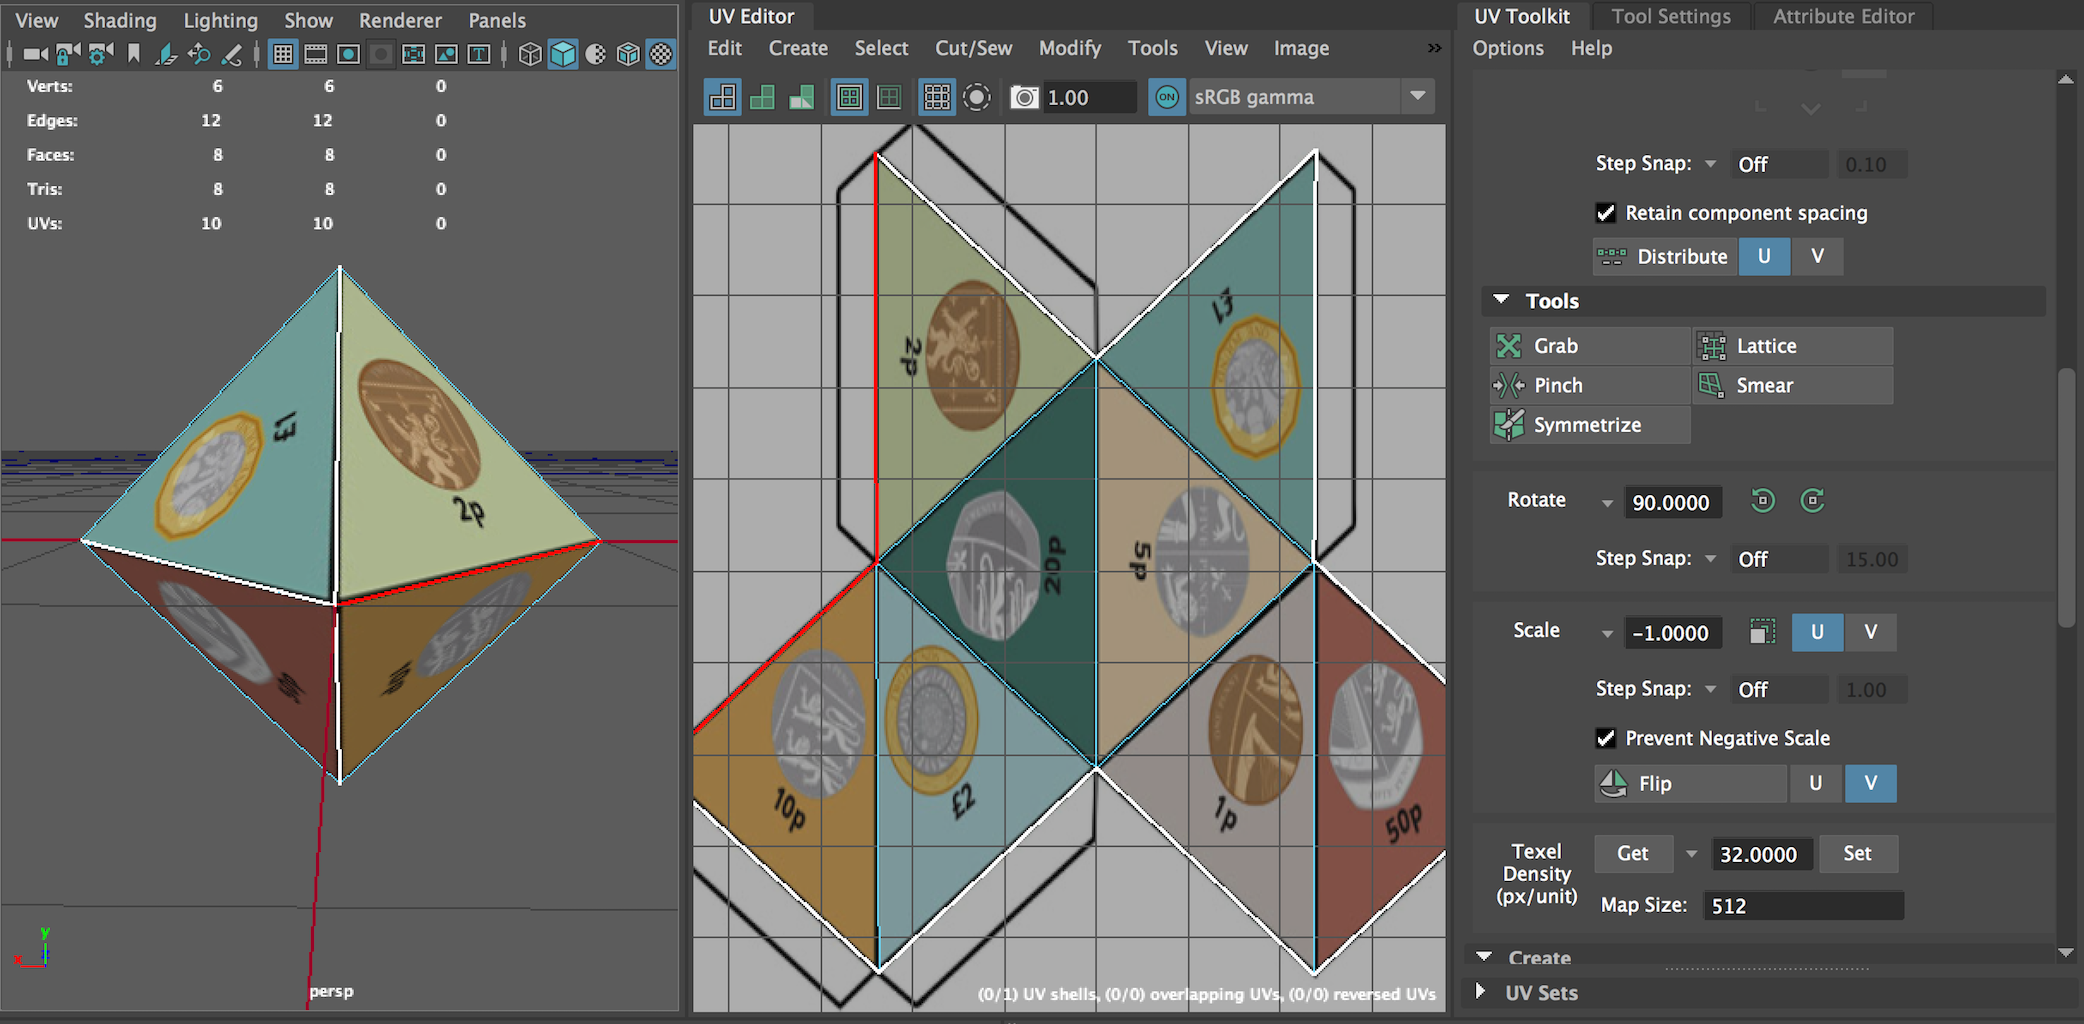 View Shading Lighting Show Renderer Panels
Verts: 6 6 0
Edges: 12 12 0
Faces: 8 8 0
Tris: 8 8 0
UVs: 10 10 0
£1
2p
persp
y
x
UV Editor
Edit Create Select Cut/Sew Modify Tools View Image »
1.00 ON sRGB gamma
£1
2p
20p
5p
10p
£2
1p
50p
(0/1) UV shells, (0/0) overlapping UVs, (0/0) reversed UVs
UV Toolkit Tool Settings Attribute Editor
Options Help
Step Snap: Off 0.10
Retain component spacing
Distribute U V
Tools
Grab Lattice
Pinch Smear
Symmetrize
Rotate 90.0000
Step Snap: Off 15.00
Scale -1.0000 U V
Step Snap: Off 1.00
Prevent Negative Scale
Flip U V
Texel Density (px/unit) Get 32.0000 Set
Map Size: 512
Create
UV Sets